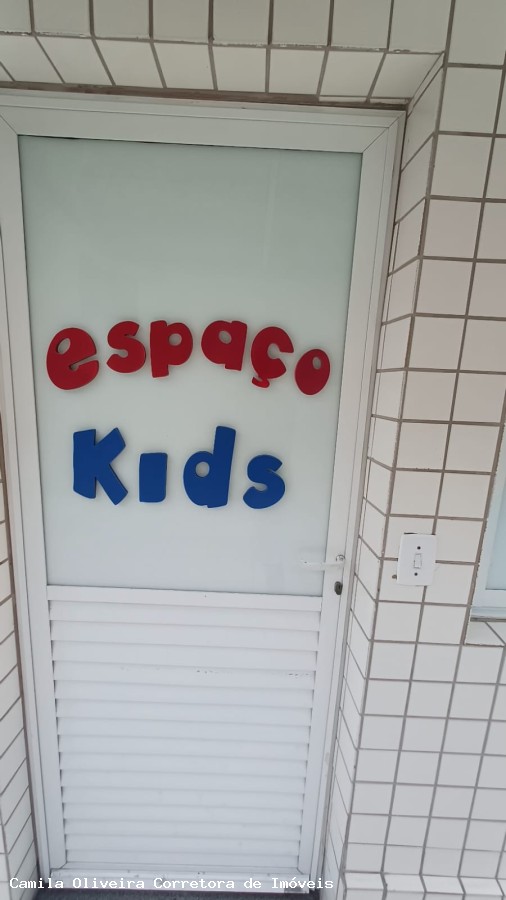 espaço
Kids
Camila Oliveira Corretora de Imóveis